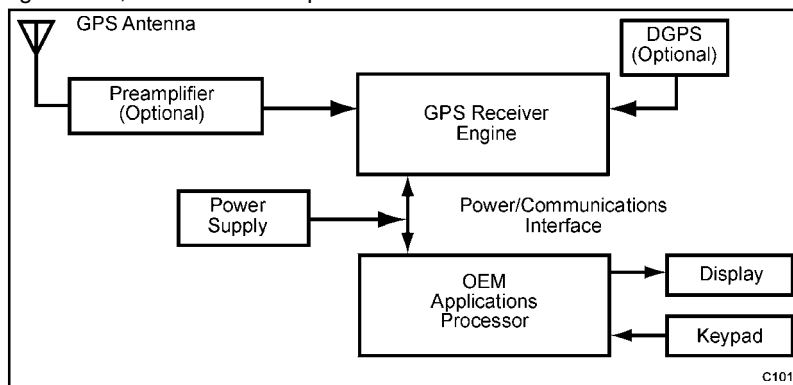 GPS Antenna
DGPS
(Optional)
Preamplifier
(Optional)
GPS Receiver
Engine
Power
Supply
Power/Communications
Interface
OEM
Applications
Processor
Display
Keypad
C101